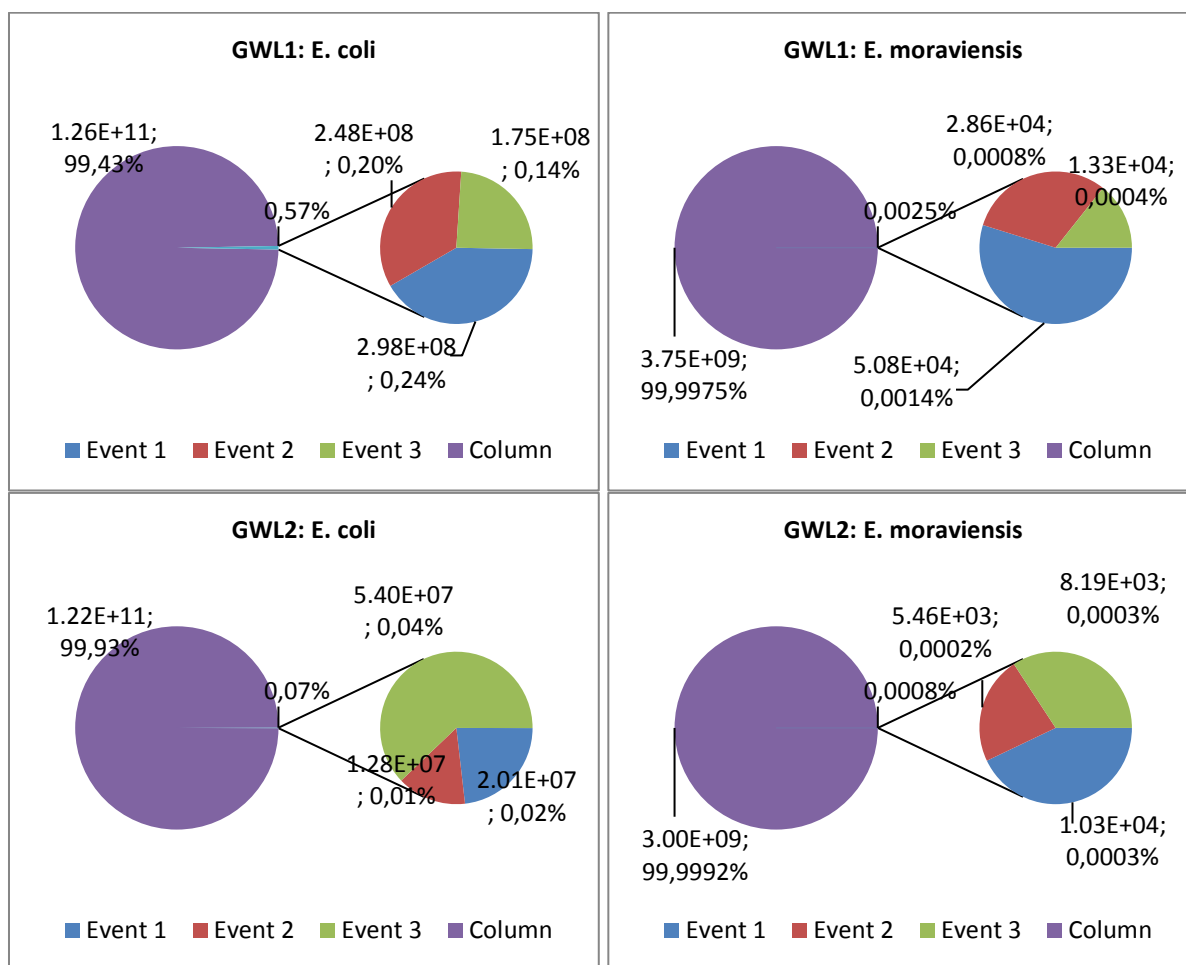 GWL1: E. coli
1.26E+11;
99,43%
0,57%
2.48E+08
; 0,20%
1.75E+08
; 0,14%
2.98E+08
; 0,24%
Event 1 Event 2 Event 3 Column
GWL1: E. moraviensis
2.86E+04;
0,0008%
1.33E+04;
0,0004%
0,0025%
3.75E+09;
99,9975%
5.08E+04;
0,0014%
Event 1 Event 2 Event 3 Column
GWL2: E. coli
1.22E+11;
99,93%
5.40E+07
; 0,04%
0,07%
1.28E+07
; 0,01%
2.01E+07
; 0,02%
Event 1 Event 2 Event 3 Column
GWL2: E. moraviensis
8.19E+03;
0,0003%
5.46E+03;
0,0002%
0,0008%
3.00E+09;
99,9992%
1.03E+04;
0,0003%
Event 1 Event 2 Event 3 Column